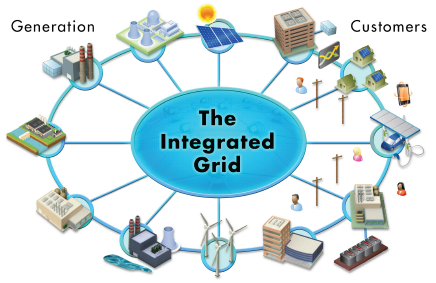 Generation
Customers
The
Integrated
Grid